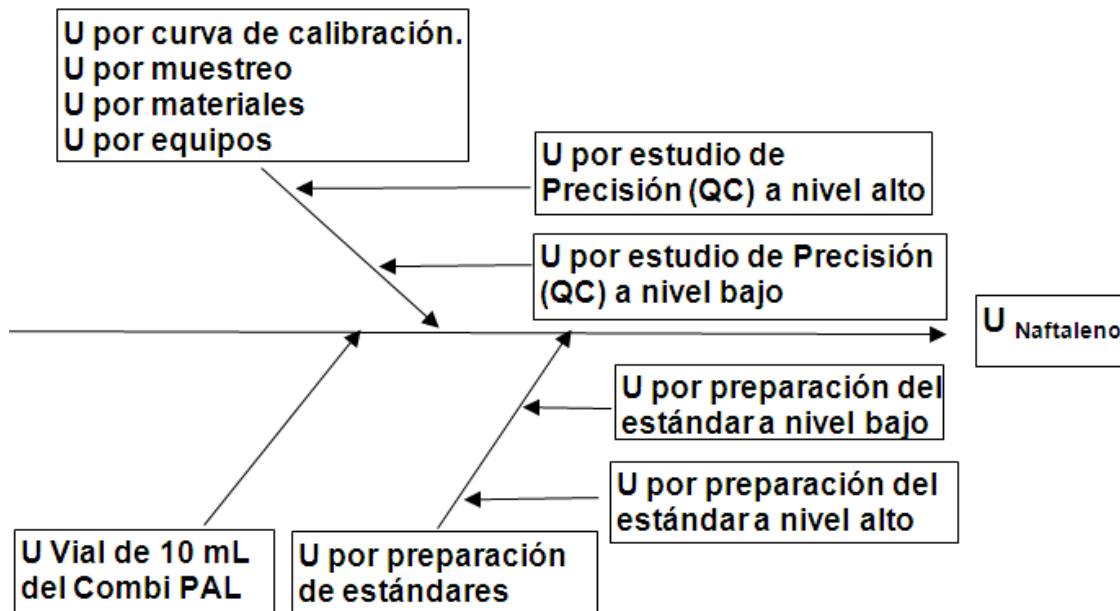 U por curva de calibración.
U por muestreo
U por materiales
U por equipos
U por estudio de
Precisión (QC) a nivel alto
U por estudio de Precisión
(QC) a nivel bajo
U Naftaleno
U por preparación del
estándar a nivel bajo
U por preparación del
estándar a nivel alto
U Vial de 10 mL
del Combi PAL
U por preparación
de estándares